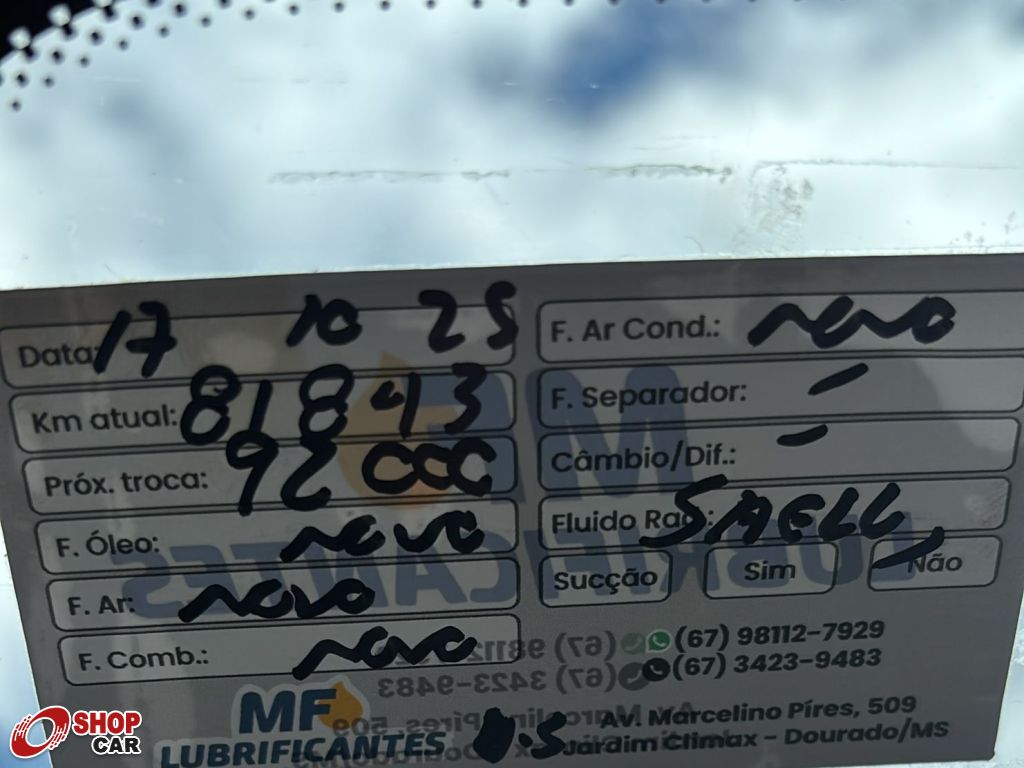 Data: 17 10 25
Km atual: 81843
Próx. troca: 92000
F. Óleo: novo
F. Ar: novo
F. Comb.: novo
F. Ar Cond.: novo
F. Separador: -
Câmbio/Dif.: -
Fluido Rad.: SHELL
Sucção Sim Não
(67) 98112-7929
(67) 3423-9483
MF
LUBRIFICANTES
Av. Marcelino Píres, 509
Jardim Climax - Dourado/MS
SHOP
CAR